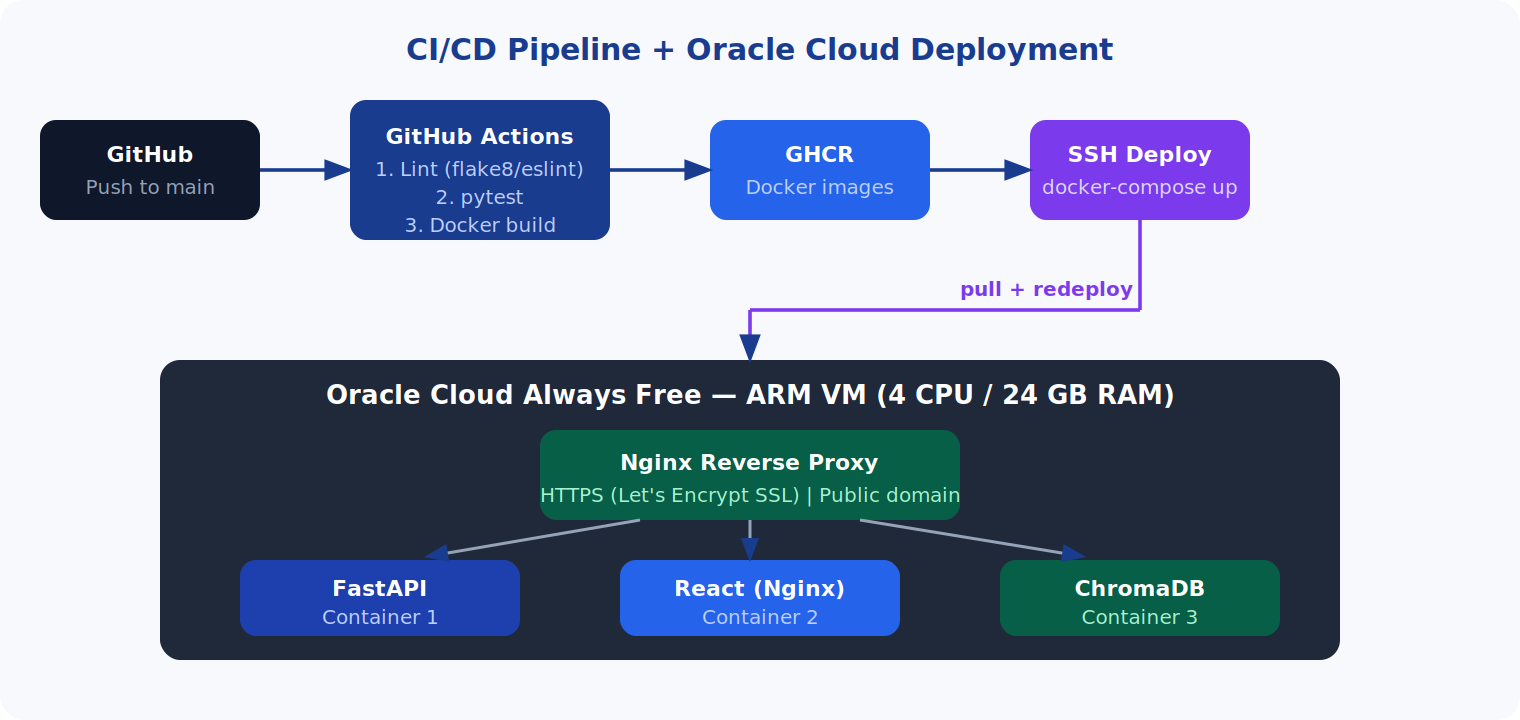 CI/CD Pipeline + Oracle Cloud Deployment
GitHub
Push to main
GitHub Actions
1. Lint (flake8/eslint)
2. pytest
3. Docker build
GHCR
Docker images
SSH Deploy
docker-compose up
pull + redeploy
Oracle Cloud Always Free — ARM VM (4 CPU / 24 GB RAM)
Nginx Reverse Proxy
HTTPS (Let's Encrypt SSL) | Public domain
FastAPI
Container 1
React (Nginx)
Container 2
ChromaDB
Container 3